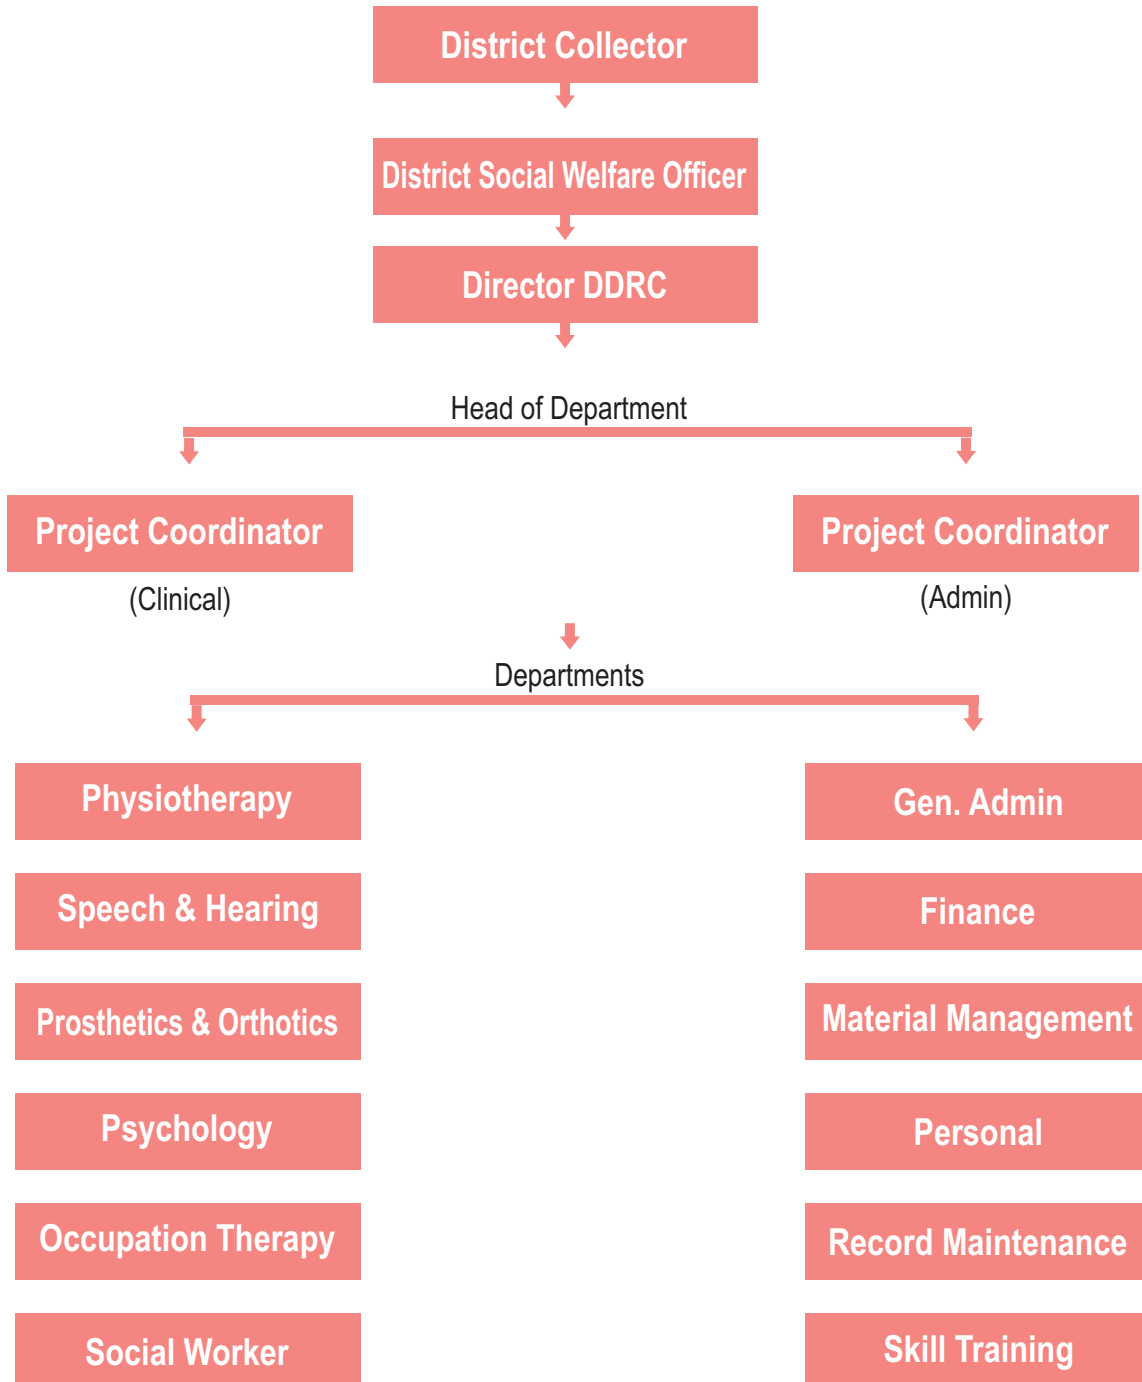 District Collector
District Social Welfare Officer
Director DDRC
Head of Department
Project Coordinator
(Clinical)
Project Coordinator
(Admin)
Departments
Physiotherapy
Speech & Hearing
Prosthetics & Orthotics
Psychology
Occupation Therapy
Social Worker
Gen. Admin
Finance
Material Management
Personal
Record Maintenance
Skill Training